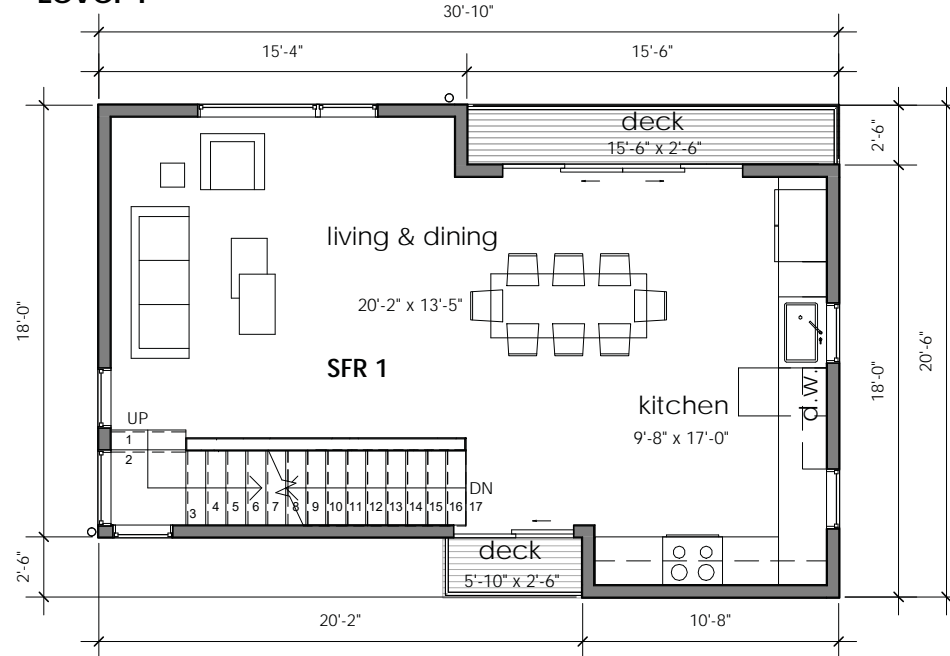 30'-10"
15'-4"
15'-6"
deck
15'-6" x 2'-6"
2'-6"
living & dining
20'-2" x 13'-5"
18'-0"
18'-0"
20'-6"
SFR 1
d.w.
kitchen
9'-8" x 17'-0"
UP
1
2
3 4 5 6 7 8 9 10 11 12 13 14 15 16 17
DN
deck
5'-10" x 2'-6"
2'-6"
20'-2"
10'-8"